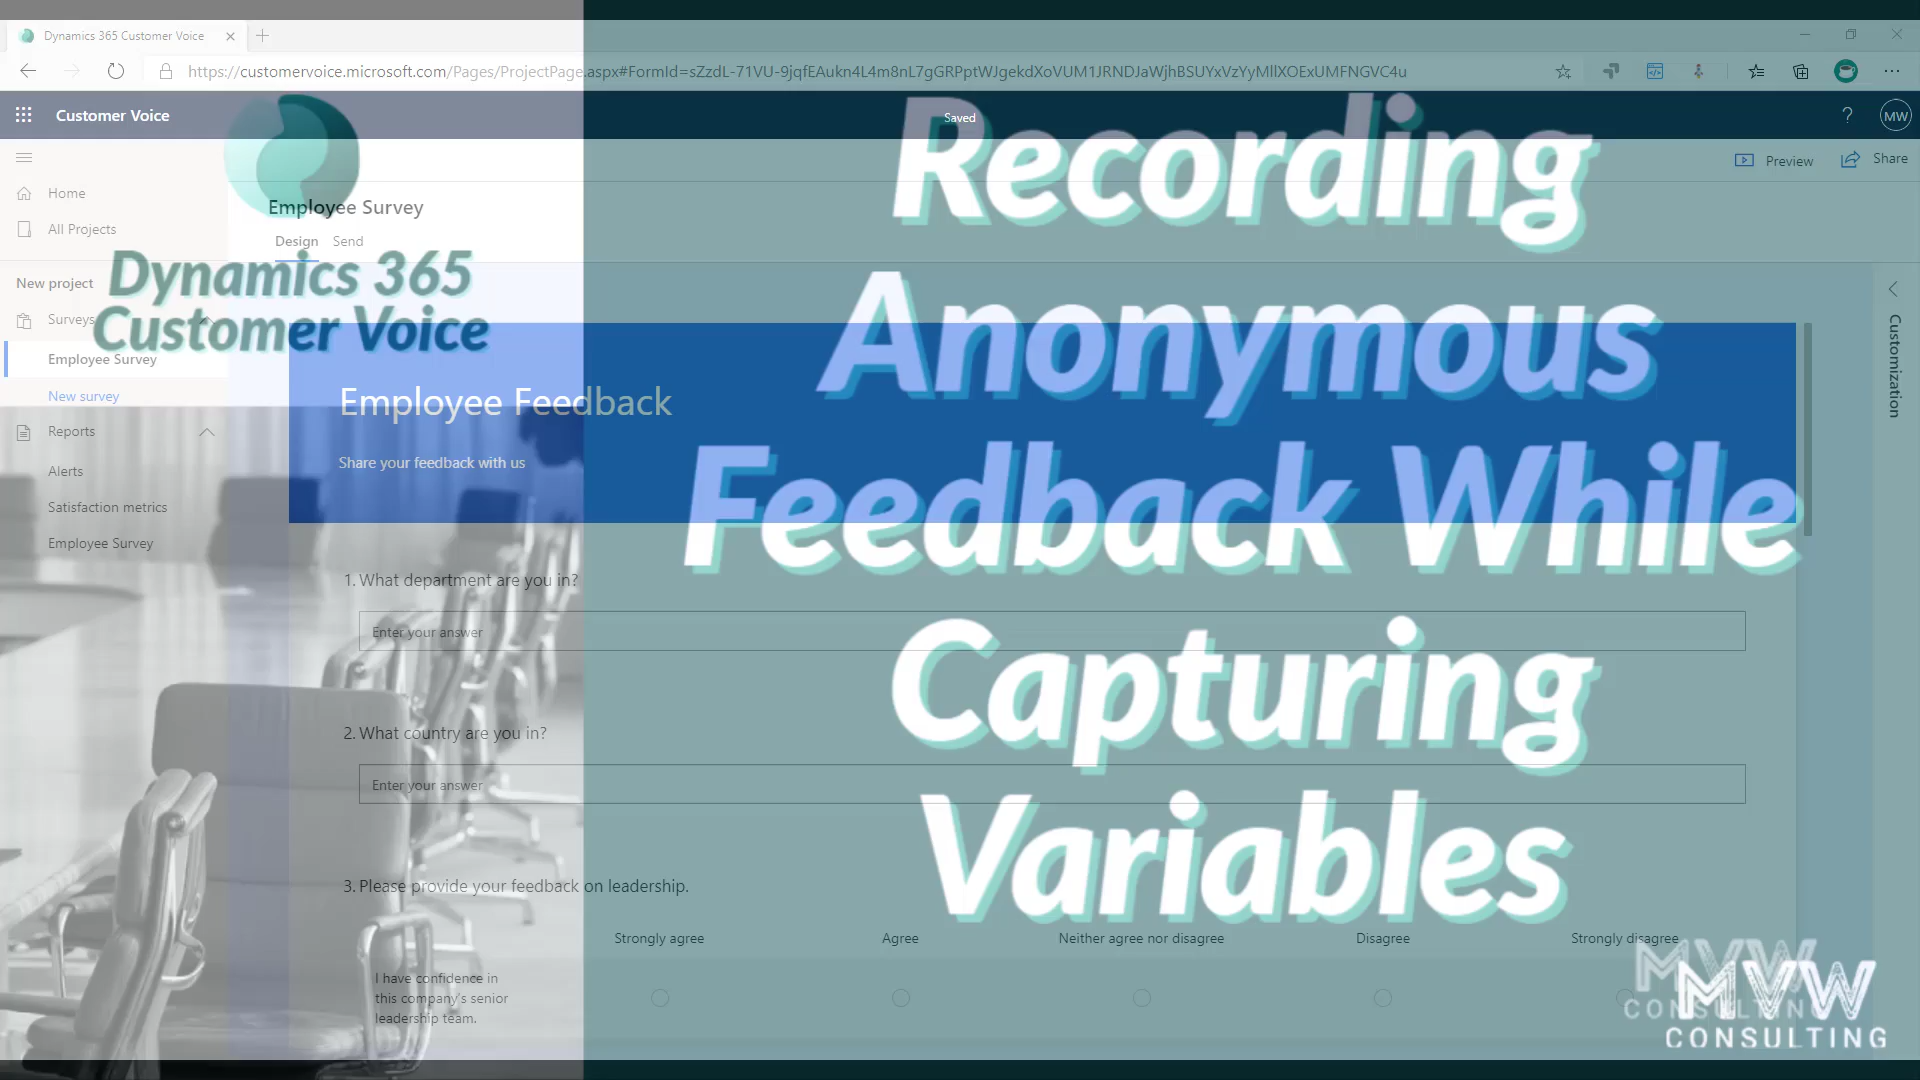 Dynamics 365 Customer Voice
https://customervoice.microsoft.com/Pages/ProjectPage.aspx#FormId=sZzdL-71VU-9jqfEAukn4L4m8nL7gGRPptWJgekdXoVUM1JRNDJaWjhBSUYxVzYyMllXOExUMFNGVC4u
Customer Voice
Saved
?
MW
Preview
Share
Home
All Projects
New project
Surveys
Employee Survey
New survey
Reports
Alerts
Satisfaction metrics
Employee Survey
Employee Survey
Design
Send
Dynamics 365
Customer Voice
Customization
Employee Feedback
Share your feedback with us
1. What department are you in?
Enter your answer
2. What country are you in?
Enter your answer
3. Please provide your feedback on leadership.
Strongly agree
Agree
Neither agree nor disagree
Disagree
Strongly disagree
I have confidence in
this company's senior
leadership team.
Recording
Anonymous
Feedback While
Capturing
Variables
MVW
CONSULTING
MVW
CONSULTING